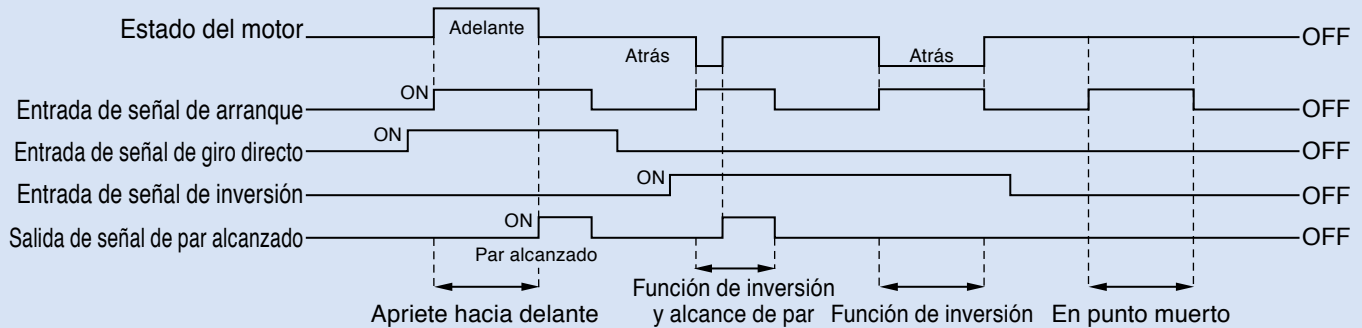 Estado del motor
Adelante
Atrás
Atrás
OFF
Entrada de señal de arranque
ON
OFF
Entrada de señal de giro directo
ON
OFF
Entrada de señal de inversión
ON
OFF
Salida de señal de par alcanzado
ON
OFF
Par alcanzado
Apriete hacia delante
Función de inversión
y alcance de par
Función de inversión
En punto muerto